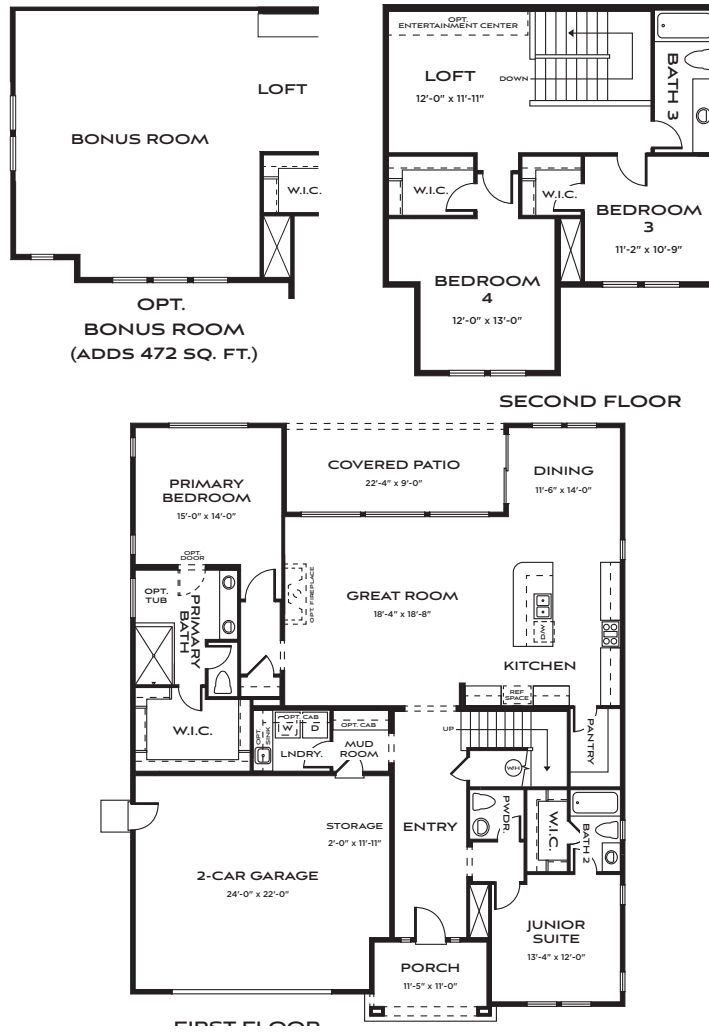 LOFT
BONUS ROOM
W.I.C.
OPT.
BONUS ROOM
(ADDS 472 SQ. FT.)
OPT.
ENTERTAINMENT CENTER
LOFT
12'-0" x 11'-11"
DOWN
BATH 3
W.I.C.
W.I.C.
BEDROOM
3
11'-2" x 10'-9"
BEDROOM
4
12'-0" x 13'-0"
SECOND FLOOR
COVERED PATIO
22'-4" x 9'-0"
DINING
11'-6" x 14'-0"
PRIMARY
BEDROOM
15'-0" x 14'-0"
OPT.
DOOR
OPT.
TUB
PRIMARY
BATH
OPT. FIREPLACE
GREAT ROOM
18'-4" x 18'-8"
D/W
KITCHEN
REF
SPACE
W.I.C.
OPT. SINK
OPT. CAB
W
D
LNDRY.
OPT. CAB
MUD
ROOM
UP
W/H
PANTRY
STORAGE
2'-0" x 11'-11"
ENTRY
PWDR.
W.I.C.
BATH 2
2-CAR GARAGE
24'-0" x 22'-0"
JUNIOR
SUITE
13'-4" x 12'-0"
PORCH
11'-5" x 11'-0"
FIRST FLOOR